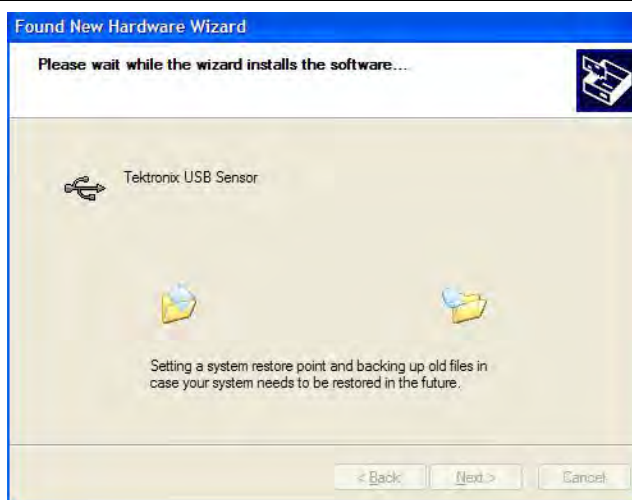 Found New Hardware Wizard
Please wait while the wizard installs the software...
Tektronix USB Sensor
Setting a system restore point and backing up old files in
case your system needs to be restored in the future.
< Back
Next >
Cancel